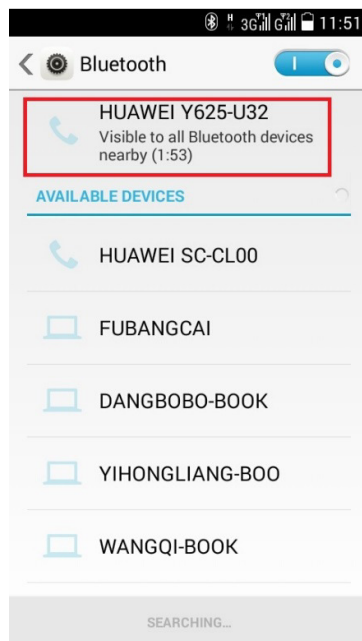 H 3G G 11:51
Bluetooth
HUAWEI Y625-U32
Visible to all Bluetooth devices
nearby (1:53)
AVAILABLE DEVICES
HUAWEI SC-CL00
FUBANGCAI
DANGBOBO-BOOK
YIHONGLIANG-BOO
WANGQI-BOOK
SEARCHING...